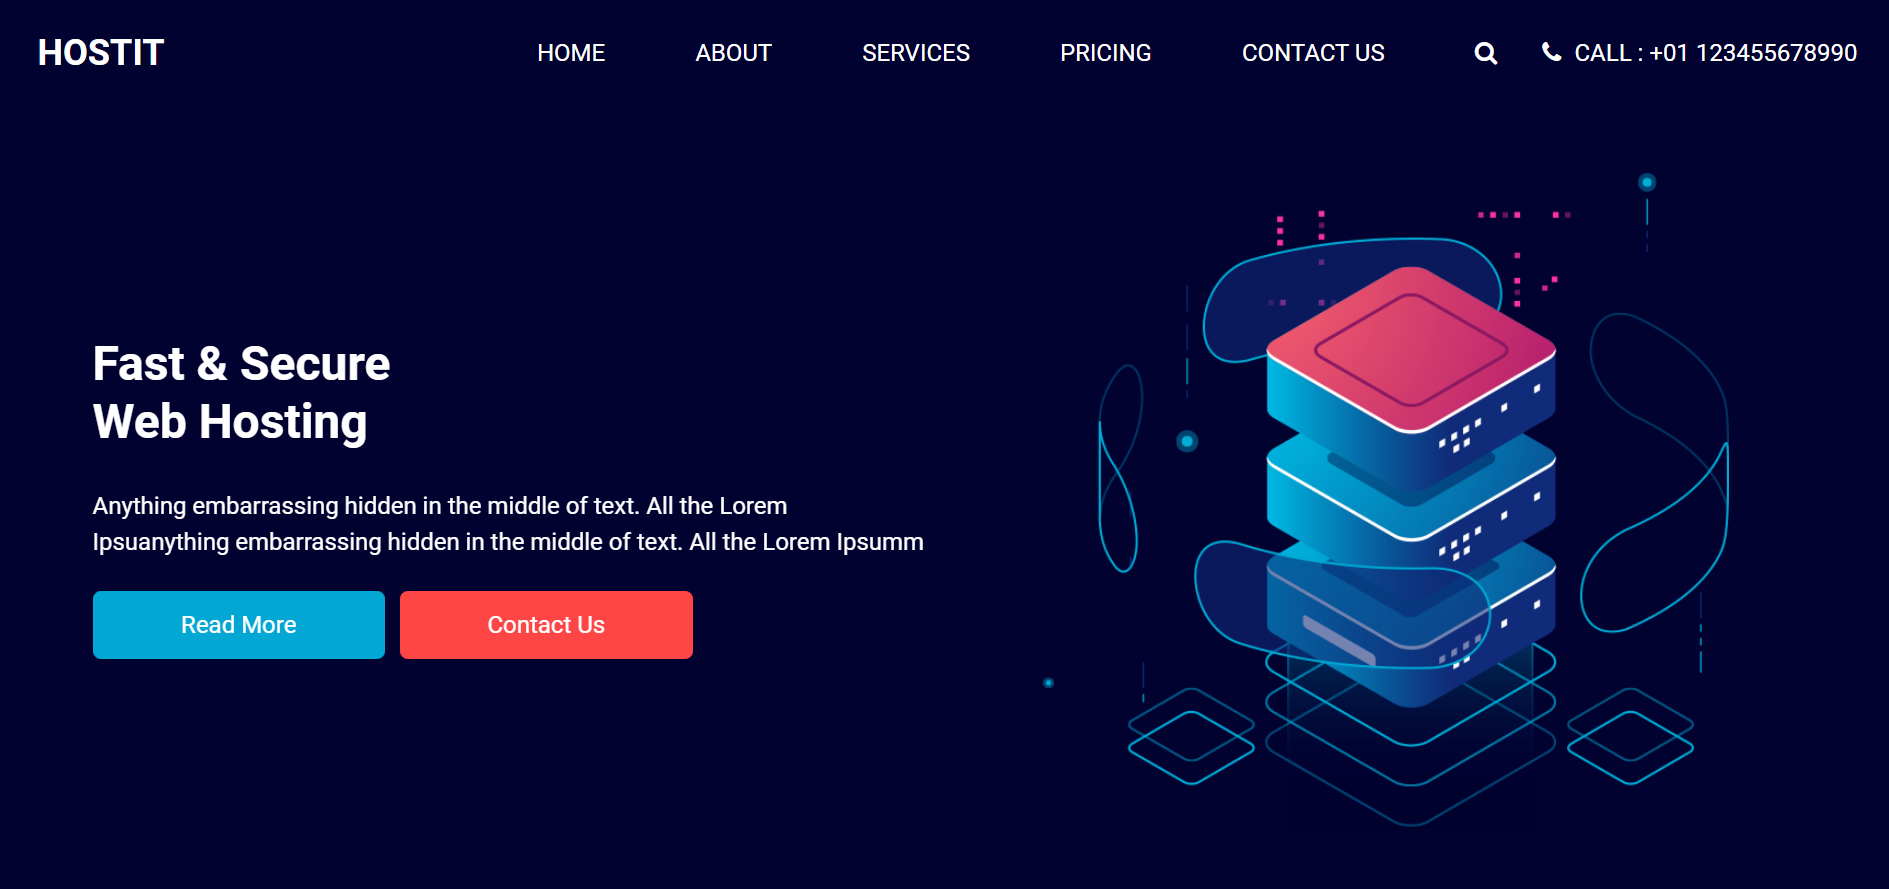 HOSTIT
HOME ABOUT SERVICES PRICING CONTACT US CALL : +01 123455678990
Fast & Secure
Web Hosting
Anything embarrassing hidden in the middle of text. All the Lorem
Ipsuanything embarrassing hidden in the middle of text. All the Lorem Ipsumm
Read More
Contact Us